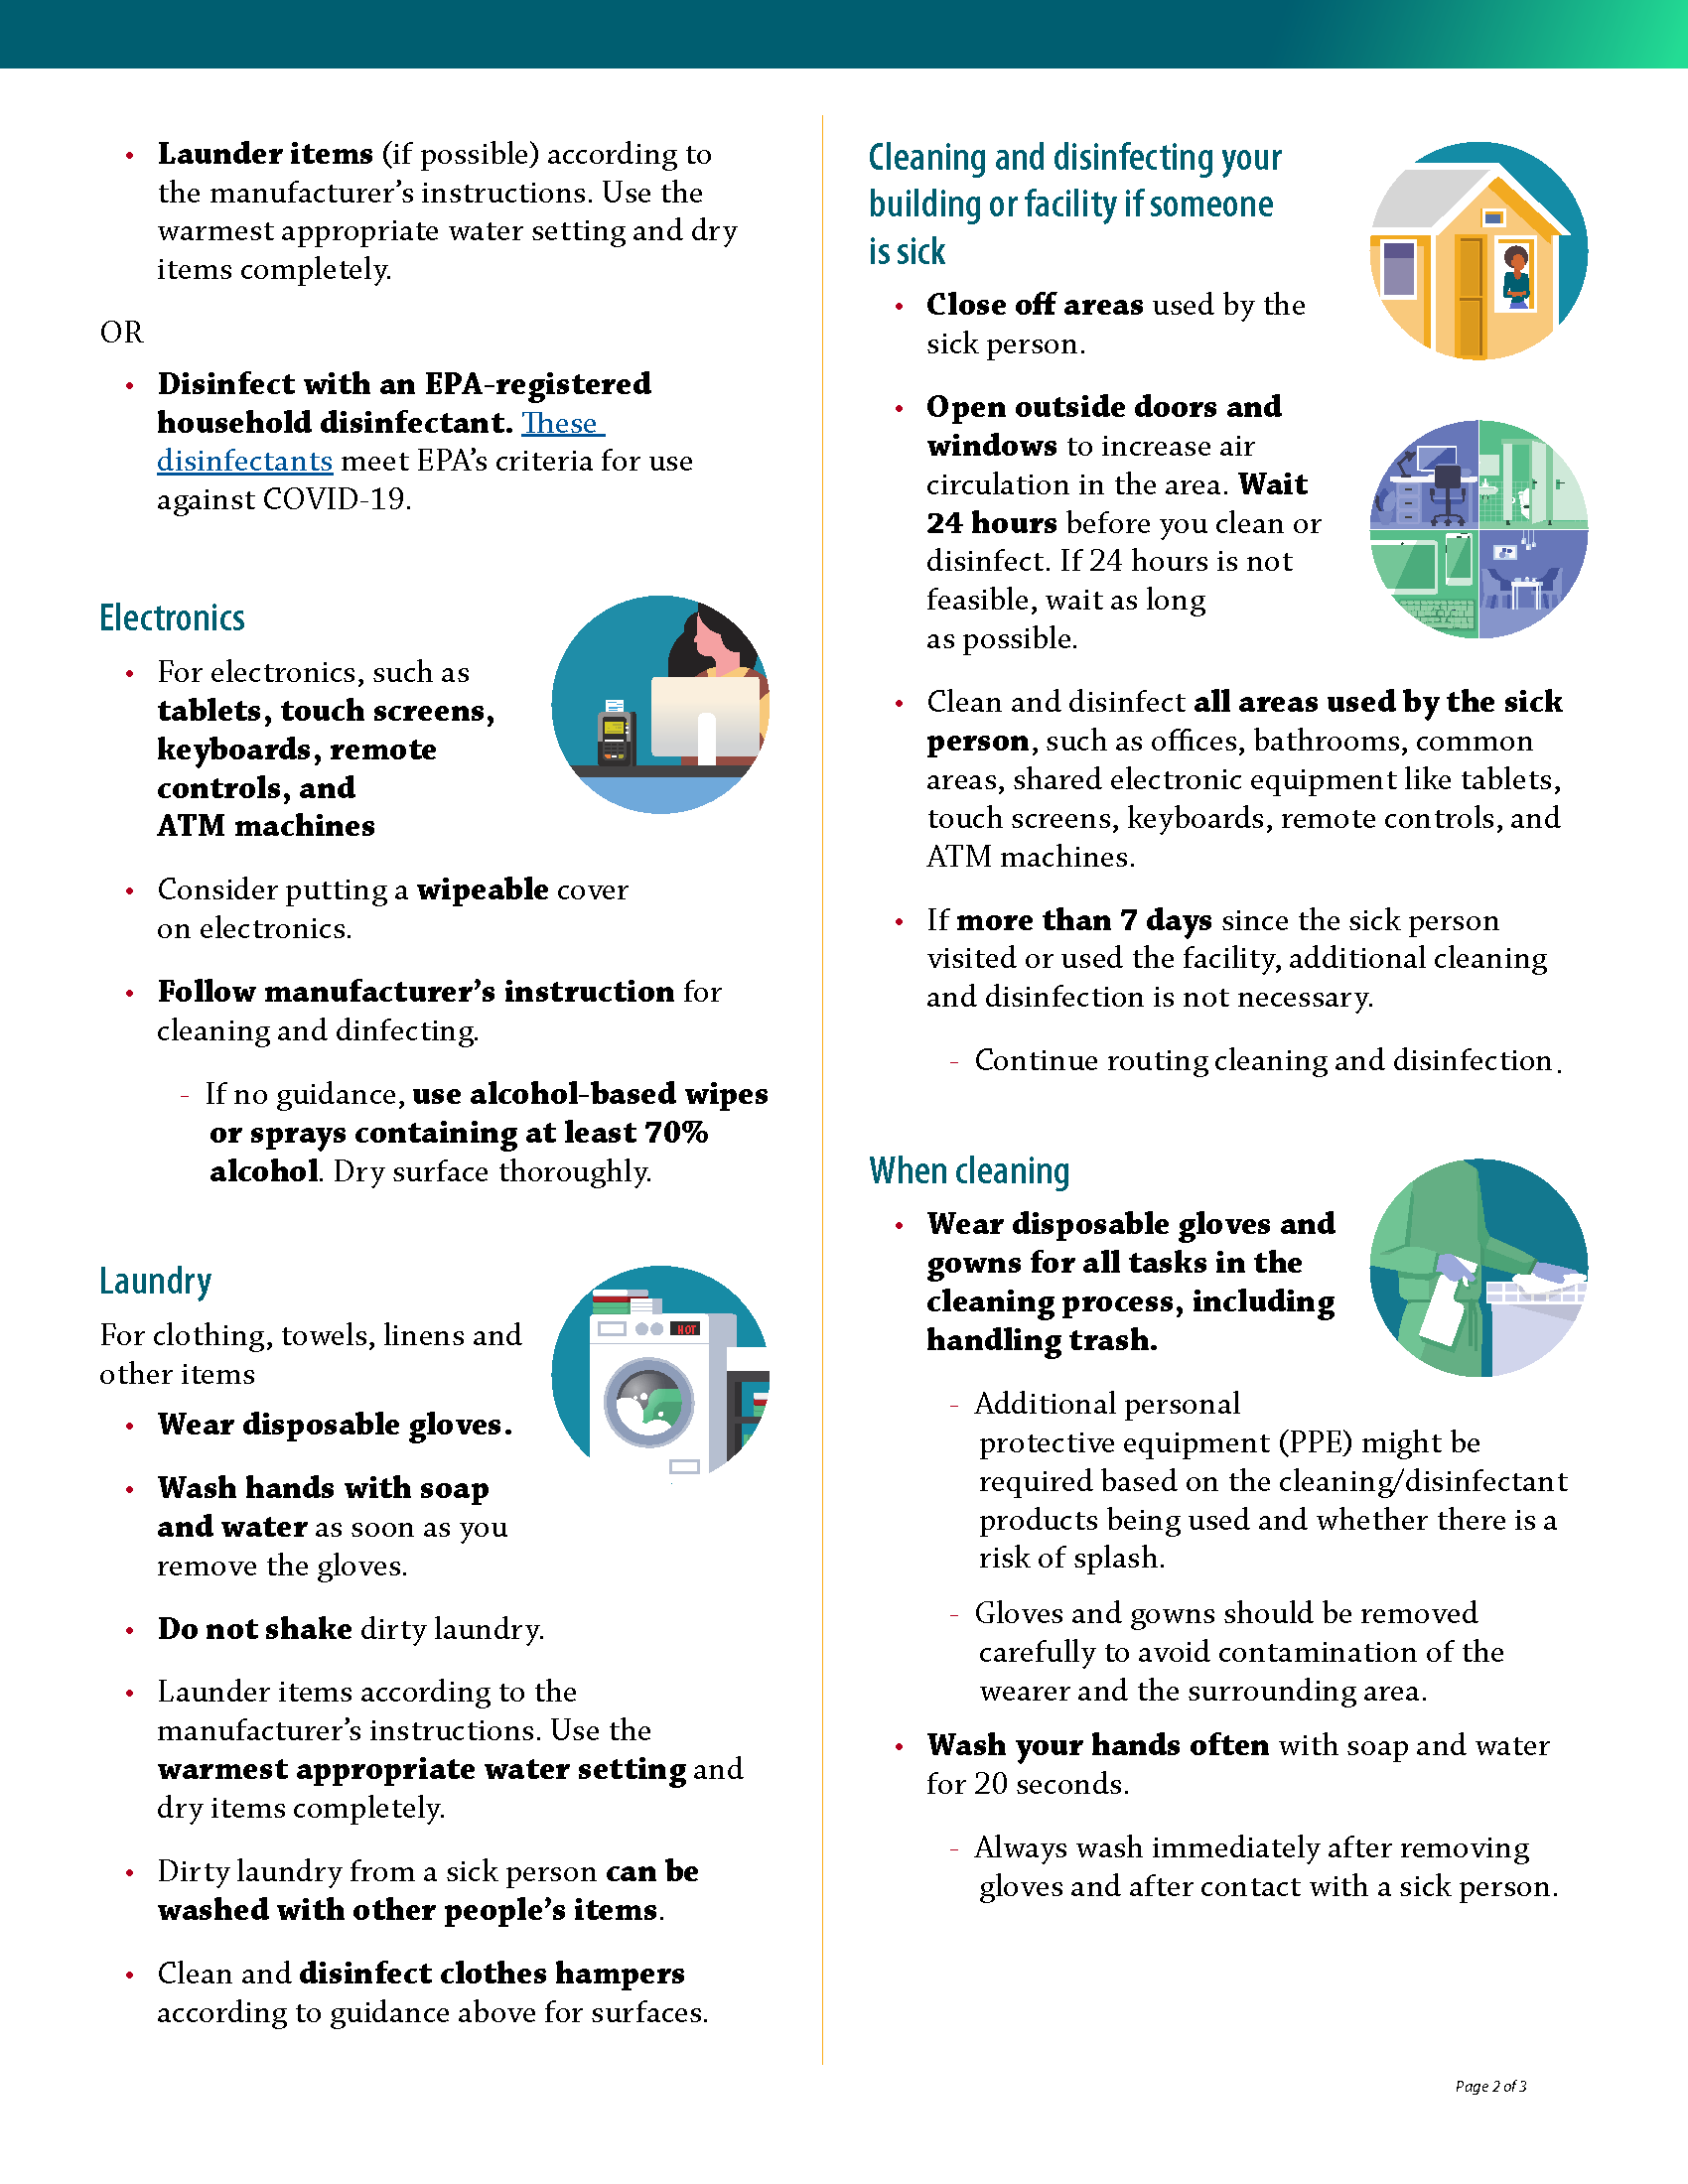 • Launder items (if possible) according to
the manufacturer’s instructions. Use the
warmest appropriate water setting and dry
items completely.
OR
• Disinfect with an EPA-registered
household disinfectant. These
disinfectants meet EPA’s criteria for use
against COVID-19.
Electronics
• For electronics, such as
tablets, touch screens,
keyboards, remote
controls, and
ATM machines
• Consider putting a wipeable cover
on electronics.
• Follow manufacturer’s instruction for
cleaning and dinfecting.
- If no guidance, use alcohol-based wipes
or sprays containing at least 70%
alcohol. Dry surface thoroughly.
Laundry
For clothing, towels, linens and
other items
HOT
• Wear disposable gloves.
• Wash hands with soap
and water as soon as you
remove the gloves.
• Do not shake dirty laundry.
• Launder items according to the
manufacturer’s instructions. Use the
warmest appropriate water setting and
dry items completely.
• Dirty laundry from a sick person can be
washed with other people’s items.
• Clean and disinfect clothes hampers
according to guidance above for surfaces.
Cleaning and disinfecting your
building or facility if someone
is sick
• Close off areas used by the
sick person.
• Open outside doors and
windows to increase air
circulation in the area. Wait
24 hours before you clean or
disinfect. If 24 hours is not
feasible, wait as long
as possible.
• Clean and disinfect all areas used by the sick
person, such as offices, bathrooms, common
areas, shared electronic equipment like tablets,
touch screens, keyboards, remote controls, and
ATM machines.
• If more than 7 days since the sick person
visited or used the facility, additional cleaning
and disinfection is not necessary.
- Continue routing cleaning and disinfection.
When cleaning
• Wear disposable gloves and
gowns for all tasks in the
cleaning process, including
handling trash.
- Additional personal
protective equipment (PPE) might be
required based on the cleaning/disinfectant
products being used and whether there is a
risk of splash.
- Gloves and gowns should be removed
carefully to avoid contamination of the
wearer and the surrounding area.
• Wash your hands often with soap and water
for 20 seconds.
- Always wash immediately after removing
gloves and after contact with a sick person.
Page 2 of 3